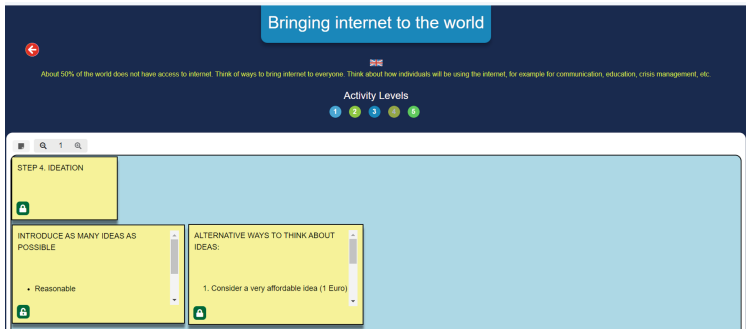 Bringing internet to the world
About 50% of the world does not have access to internet. Think of ways to bring internet to everyone. Think about how individuals will be using the internet, for example for communication, education, crisis management, etc.
Activity Levels
1 2 3 4 5
1
STEP 4. IDEATION
INTRODUCE AS MANY IDEAS AS
POSSIBLE
• Reasonable
ALTERNATIVE WAYS TO THINK ABOUT
IDEAS:
1. Consider a very affordable idea (1 Euro)